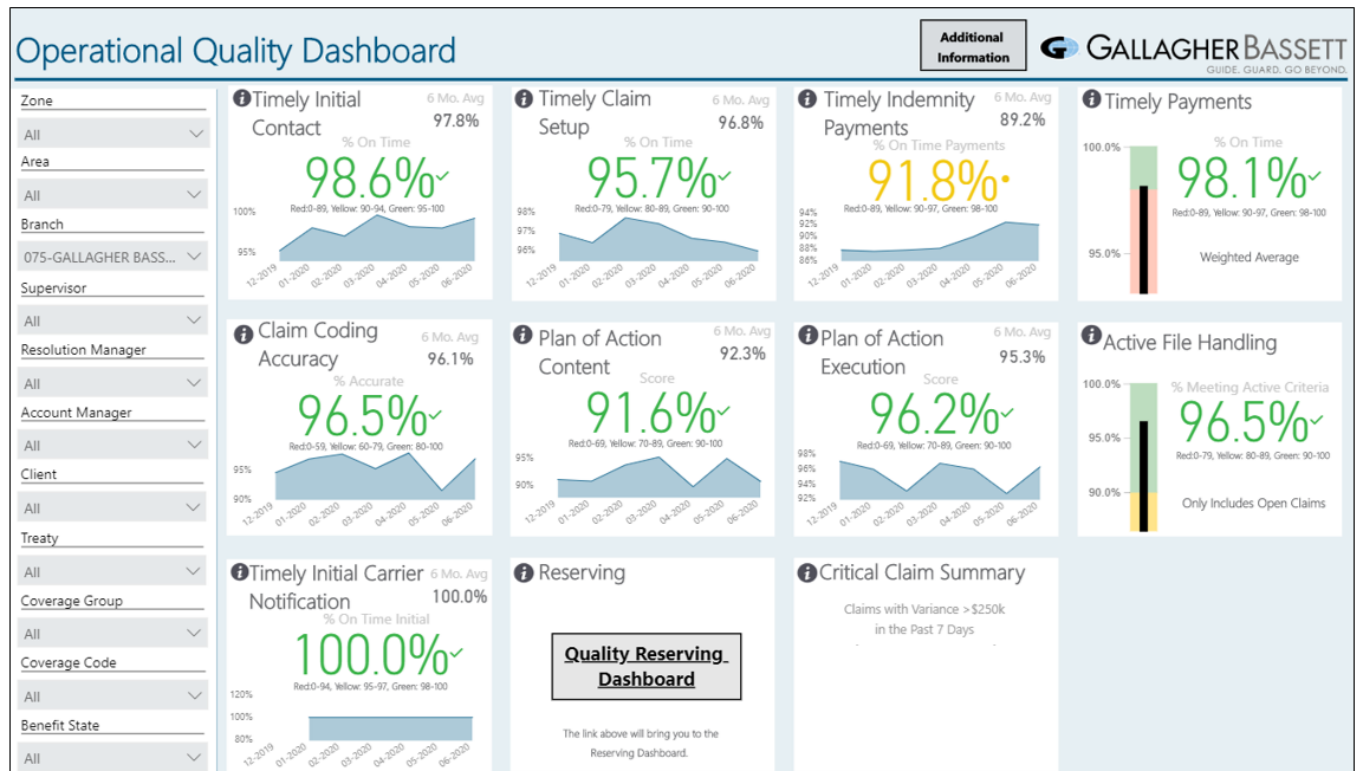 Operational Quality Dashboard
Additional
Information
GALLAGHER BASSETT
GUIDE. GUARD. GO BEYOND.
Zone
All
Area
All
Branch
075-GALLAGHER BASS...
Supervisor
All
Resolution Manager
All
Account Manager
All
Client
All
Treaty
All
Coverage Group
All
Coverage Code
All
Benefit State
All
Timely Initial
Contact
6 Mo. Avg
97.8%
% On Time
98.6%
Red:0-89, Yellow: 90-94, Green: 95-100
100%
95%
12-2019 01-2020 02-2020 03-2020 04-2020 05-2020 06-2020
Timely Claim
Setup
6 Mo. Avg
96.8%
% On Time
95.7%
Red:0-79, Yellow: 80-89, Green: 90-100
98%
97%
96%
12-2019 01-2020 02-2020 03-2020 04-2020 05-2020 06-2020
Timely Indemnity
Payments
6 Mo. Avg
89.2%
% On Time Payments
91.8%
Red:0-89, Yellow: 90-97, Green: 98-100
94%
92%
90%
88%
86%
12-2019 01-2020 02-2020 03-2020 04-2020 05-2020 06-2020
Timely Payments
% On Time
98.1%
Red:0-89, Yellow: 90-97, Green: 98-100
Weighted Average
100.0%
95.0%
Claim Coding
Accuracy
6 Mo. Avg
96.1%
% Accurate
96.5%
Red:0-59, Yellow: 60-79, Green: 80-100
95%
90%
12-2019 01-2020 02-2020 03-2020 04-2020 05-2020 06-2020
Plan of Action
Content
6 Mo. Avg
92.3%
Score
91.6%
Red:0-69, Yellow: 70-89, Green: 90-100
95%
90%
12-2019 01-2020 02-2020 03-2020 04-2020 05-2020 06-2020
Plan of Action
Execution
6 Mo. Avg
95.3%
Score
96.2%
Red:0-69, Yellow: 70-89, Green: 90-100
98%
96%
94%
92%
12-2019 01-2020 02-2020 03-2020 04-2020 05-2020 06-2020
Active File Handling
% Meeting Active Criteria
96.5%
Red:0-79, Yellow: 80-89, Green: 90-100
Only Includes Open Claims
100.0%
95.0%
90.0%
Timely Initial Carrier
Notification
6 Mo. Avg
100.0%
% On Time Initial
100.0%
Red:0-94, Yellow: 95-97, Green: 98-100
120%
100%
80%
12-2019 01-2020 02-2020 03-2020 04-2020 05-2020 06-2020
Reserving
Quality Reserving
Dashboard
The link above will bring you to the
Reserving Dashboard.
Critical Claim Summary
Claims with Variance >$250k
in the Past 7 Days